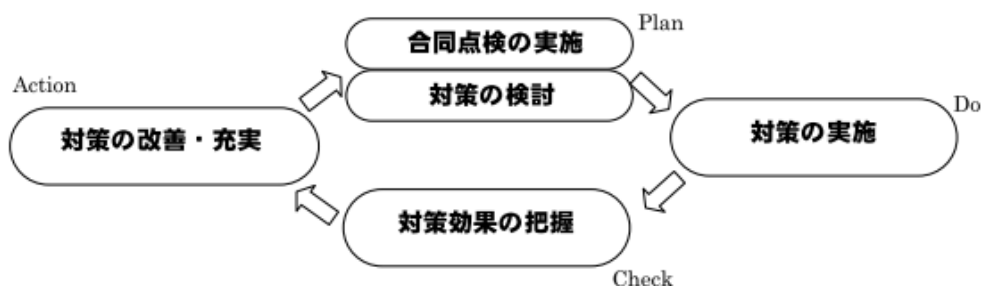 合同点検の実施
Plan
対策の検討
Action
対策の改善・充実
Do
対策の実施
対策効果の把握
Check